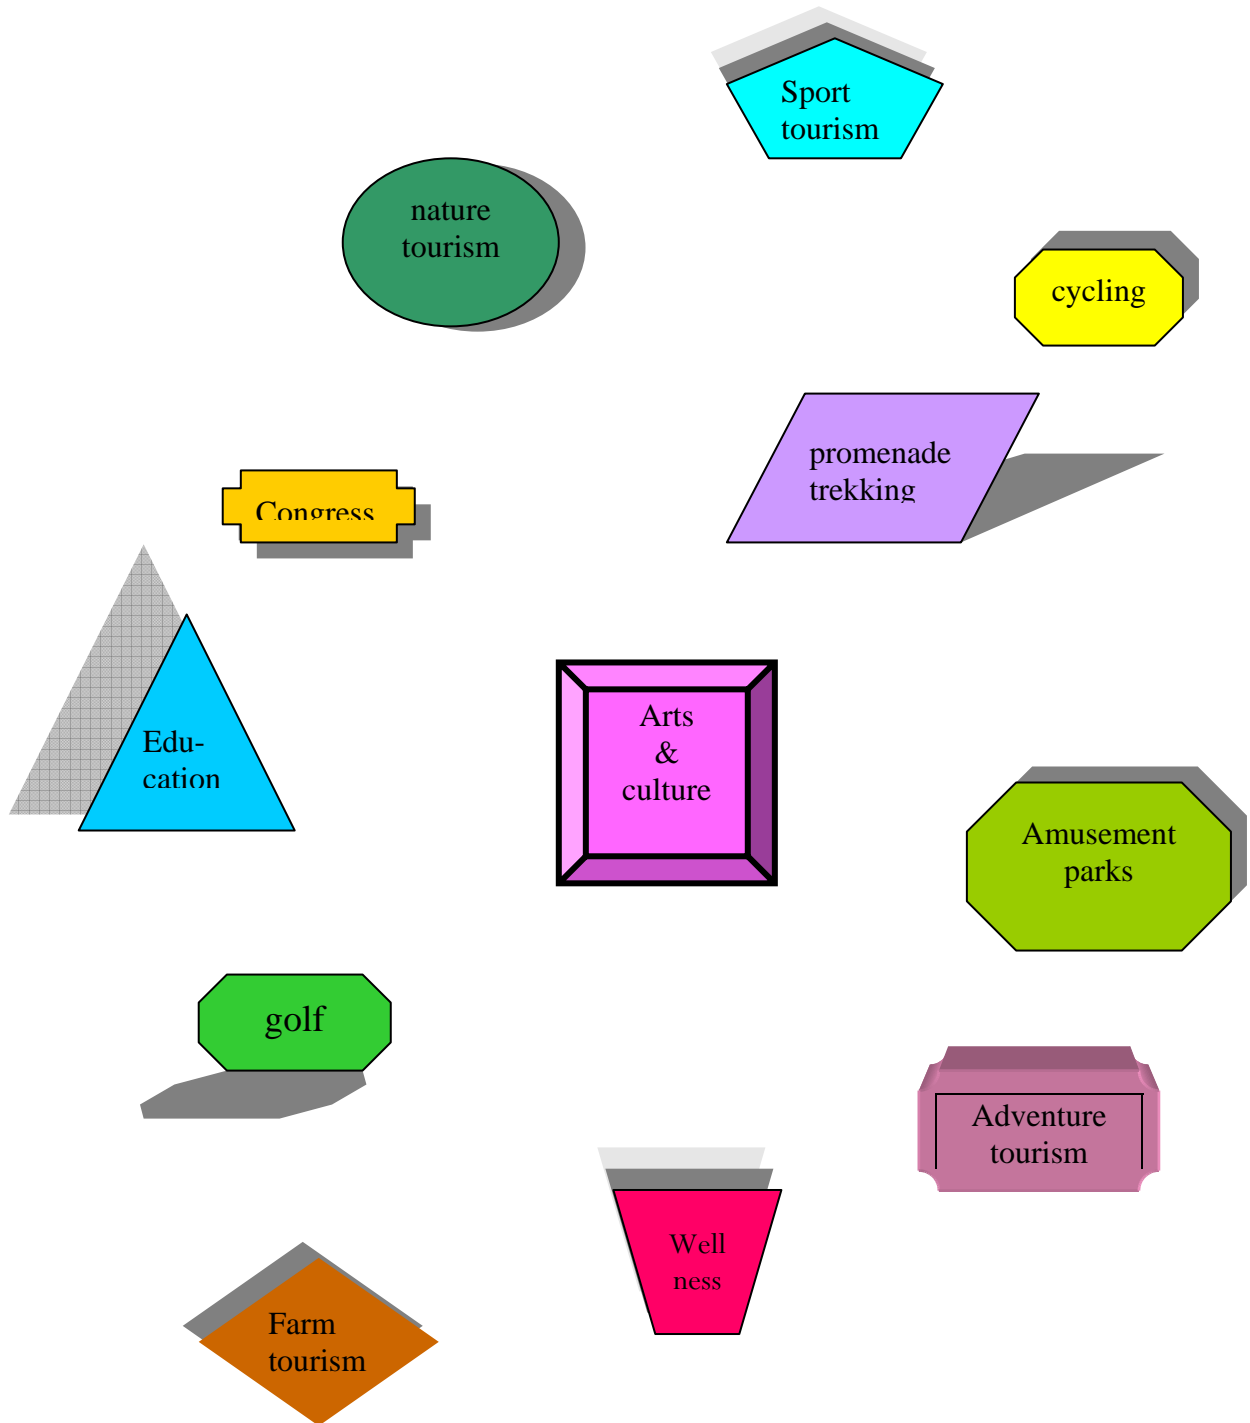 Sport
tourism
nature
tourism
cycling
promenade
trekking
Congress
Edu-
cation
Arts
&
culture
Amusement
parks
golf
Adventure
tourism
Well
ness
Farm
tourism